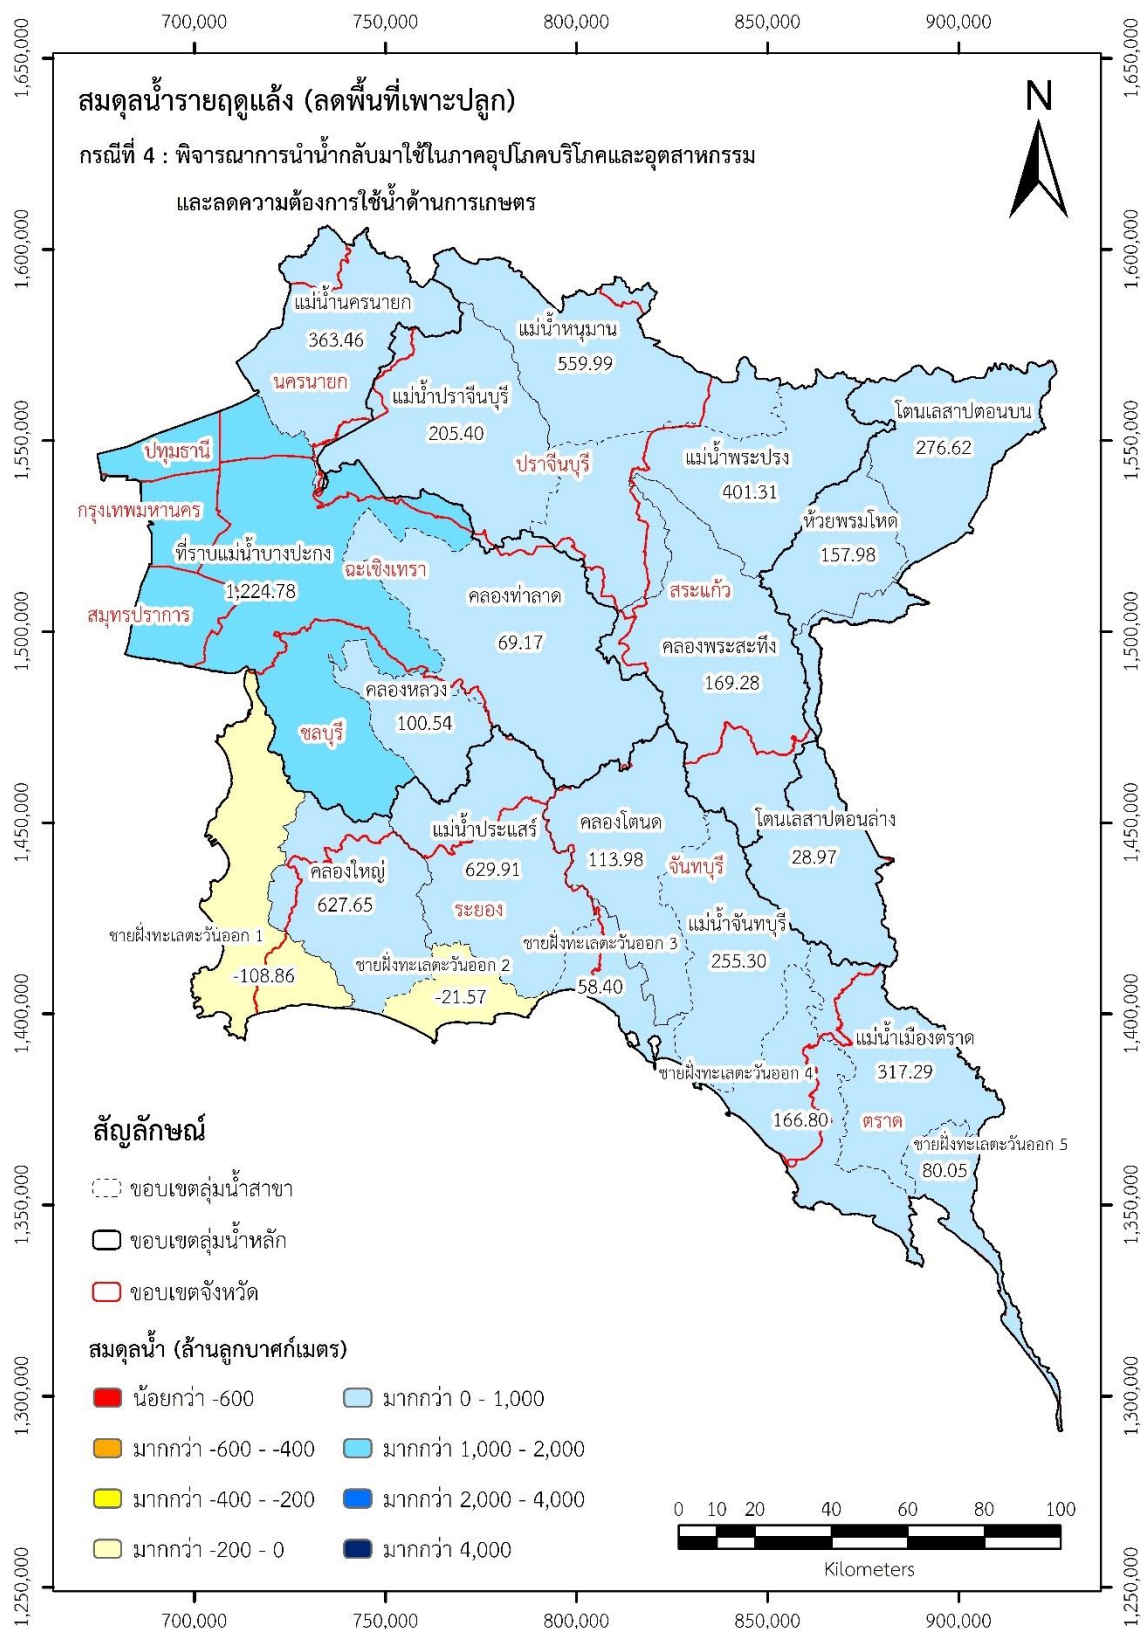 700,000 750,000 800,000 850,000 900,000
1,650,000 1,650,000
สมดุลน้ำรายฤดูแล้ง (ลดพื้นที่เพาะปลูก)
N
กรณีที่ 4 : พิจารณาการนำน้ำกลับมาใช้ในภาคอุปโภคบริโภคและอุตสาหกรรม
และลดความต้องการใช้น้ำด้านการเกษตร
1,600,000 1,600,000
แม่น้ำนครนายก
363.46
นครนายก
แม่น้ำหนุมาน
559.99
แม่น้ำปราจีนบุรี
205.40
โตนเลสาปตอนบน
276.62
1,550,000 1,550,000
ปทุมธานี
ปราจีนบุรี
แม่น้ำพระปรง
401.31
กรุงเทพมหานคร
ห้วยพรมโหด
157.98
ที่ราบแม่น้ำบางปะกง
1,224.78
ฉะเชิงเทรา
คลองท่าลาด
69.17
สระแก้ว
สมุทรปราการ
1,500,000 1,500,000
คลองพระสะทึง
169.28
คลองหลวง
100.54
ชลบุรี
1,450,000 1,450,000
แม่น้ำประแสร์
629.91
คลองโตนด
113.98
โตนเลสาปตอนล่าง
28.97
คลองใหญ่
627.65
จันทบุรี
ระยอง
แม่น้ำจันทบุรี
255.30
ชายฝั่งทะเลตะวันออก 1
-108.86
ชายฝั่งทะเลตะวันออก 2
-21.57
ชายฝั่งทะเลตะวันออก 3
58.40
1,400,000 1,400,000
แม่น้ำเมืองตราด
317.29
ชายฝั่งทะเลตะวันออก 4
166.80
ตราด
ชายฝั่งทะเลตะวันออก 5
80.05
สัญลักษณ์
ขอบเขตลุ่มน้ำสาขา
1,350,000 1,350,000
ขอบเขตลุ่มน้ำหลัก
ขอบเขตจังหวัด
สมดุลน้ำ (ล้านลูกบาศก์เมตร)
1,300,000 1,300,000
น้อยกว่า -600 มากกว่า 0 - 1,000
มากกว่า -600 - -400 มากกว่า 1,000 - 2,000
มากกว่า -400 - -200 มากกว่า 2,000 - 4,000
มากกว่า -200 - 0 มากกว่า 4,000
0 10 20 40 60 80 100
Kilometers
1,250,000 1,250,000
700,000 750,000 800,000 850,000 900,000